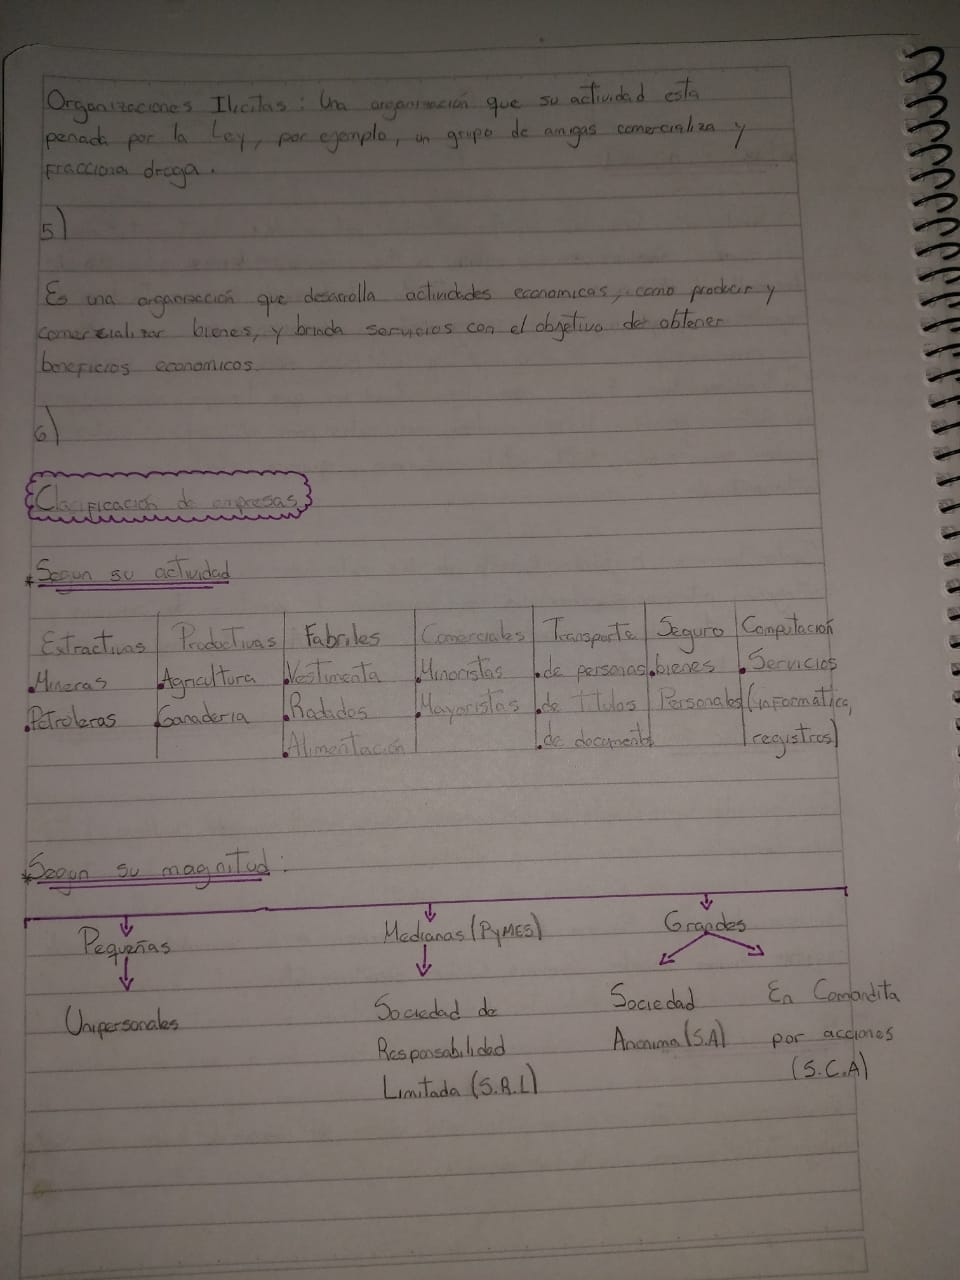 Organizaciones Ilicitas: Una organización que su actividad esta
penada por la Ley, por ejemplo, un grupo de amigas comercializa y
Fracciona droga.
5)
Es una organización que desarrolla actividades economicas, como producir y
comercializar bienes, y brinda servicios con el objetivo de obtener
beneficios economicos.
6)
Clacificación de empresas
*Segun su actividad
Extractivas Productivas Fabriles Comerciales Transporte Seguro Computación
.Mineras .Agricultura .Vestimenta Minoristas .de personas .bienes .Servicios
.Petroleras .Ganaderia .Rodados Mayoristas .de titulos Personales (informatica,
.Alimentación .de documents registros)
*Segun su magnitud:
Pequeñas Medianas (PyMES) Grandes
Unipersonales Sociedad de Sociedad En Comandita
Responsabilidad Anonima (S.A) por acciones
Limitada (S.R.L) (S.C.A)